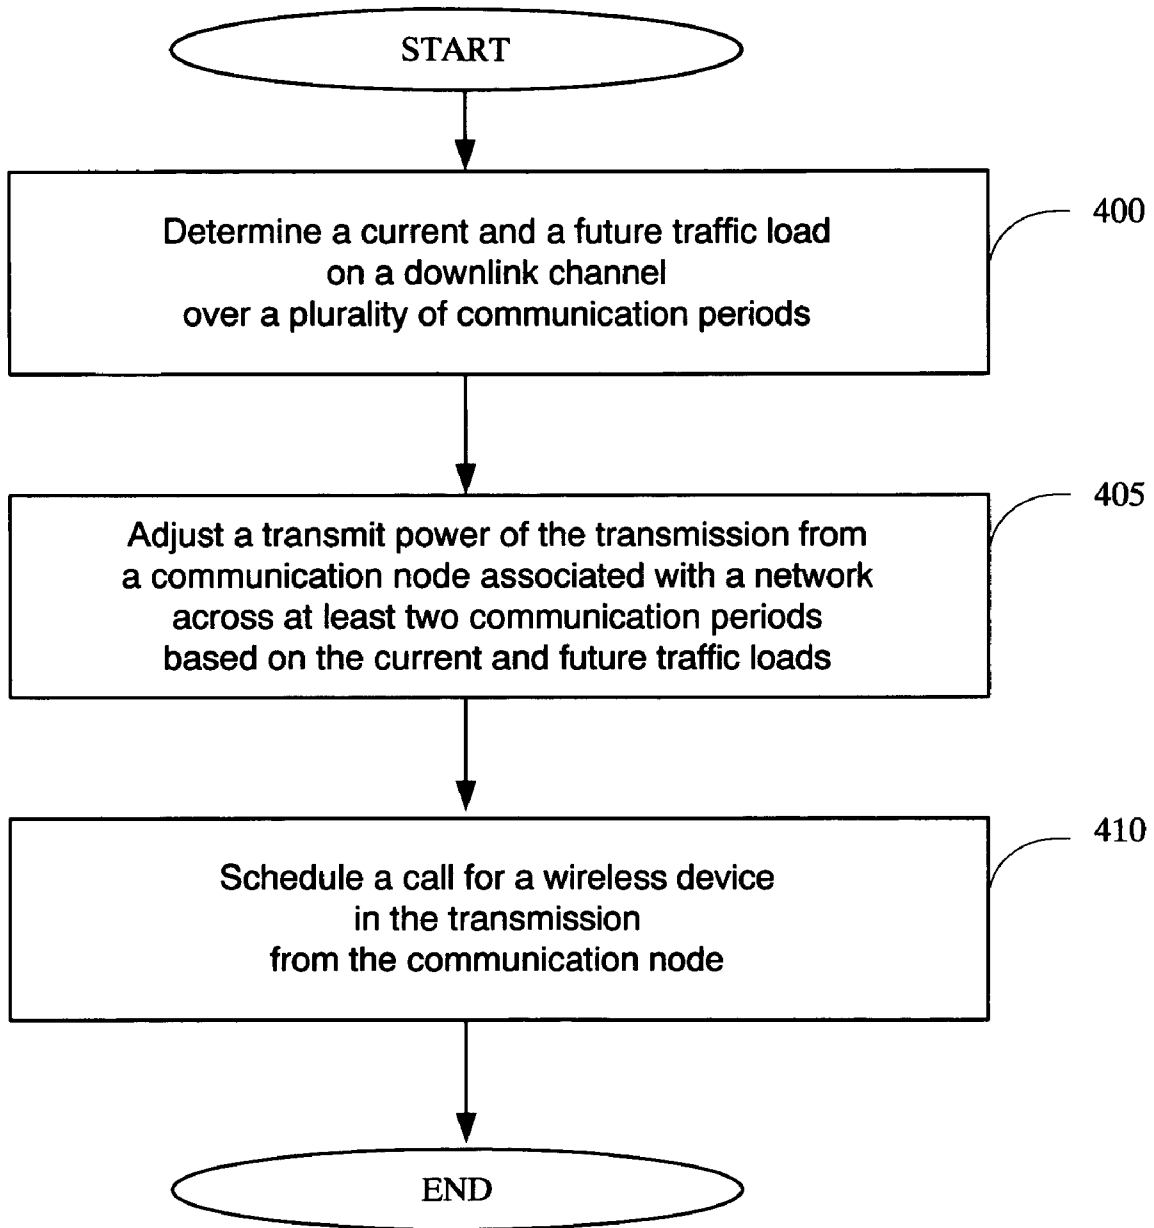 START
Determine a current and a future traffic load
on a downlink channel
over a plurality of communication periods
400
Adjust a transmit power of the transmission from
a communication node associated with a network
across at least two communication periods
based on the current and future traffic loads
405
Schedule a call for a wireless device
in the transmission
from the communication node
410
END